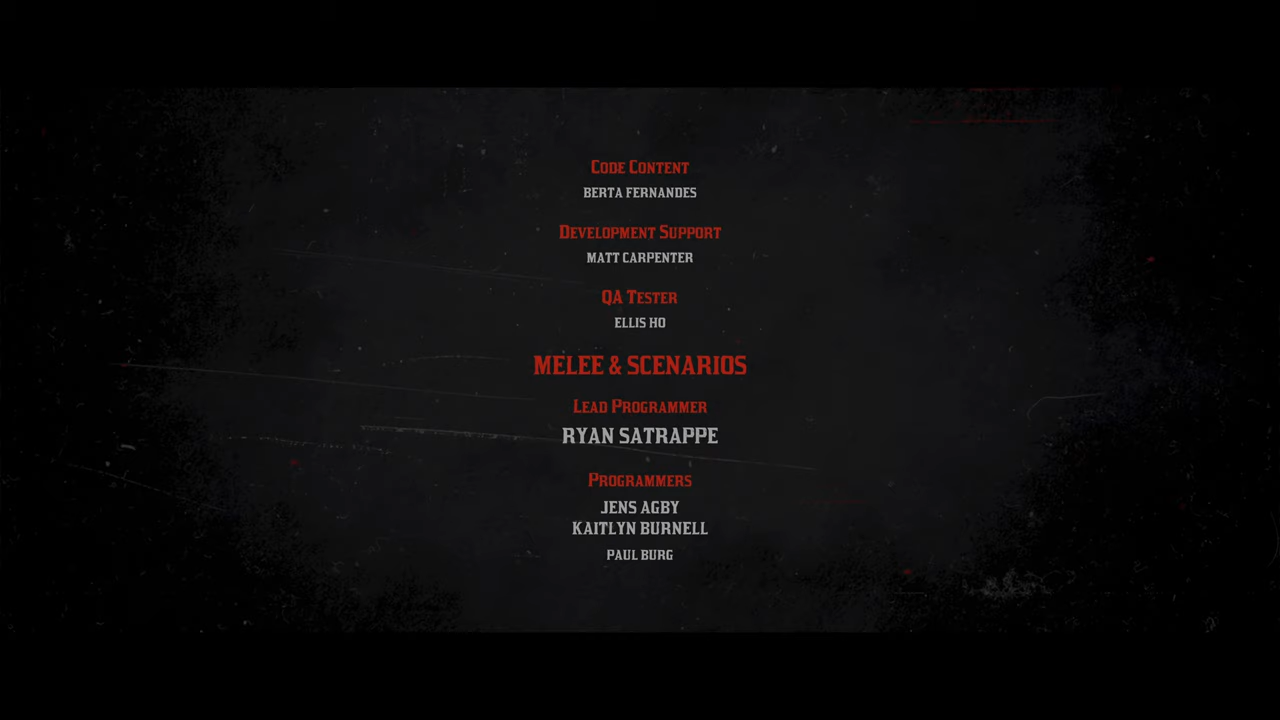 Code Content
BERTA FERNANDES
Development Support
MATT CARPENTER
QA Tester
ELLIS HO
MELEE & SCENARIOS
Lead Programmer
RYAN SATRAPPE
Programmers
JENS AGBY
KAITLYN BURNELL
PAUL BURG